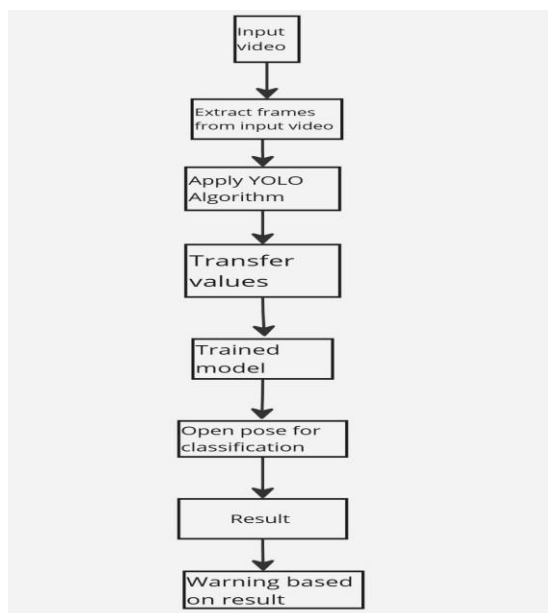 Input
video
Extract frames
from input video
Apply YOLO
Algorithm
Transfer
values
Trained
model
Open pose for
classification
Result
Warning based
on result